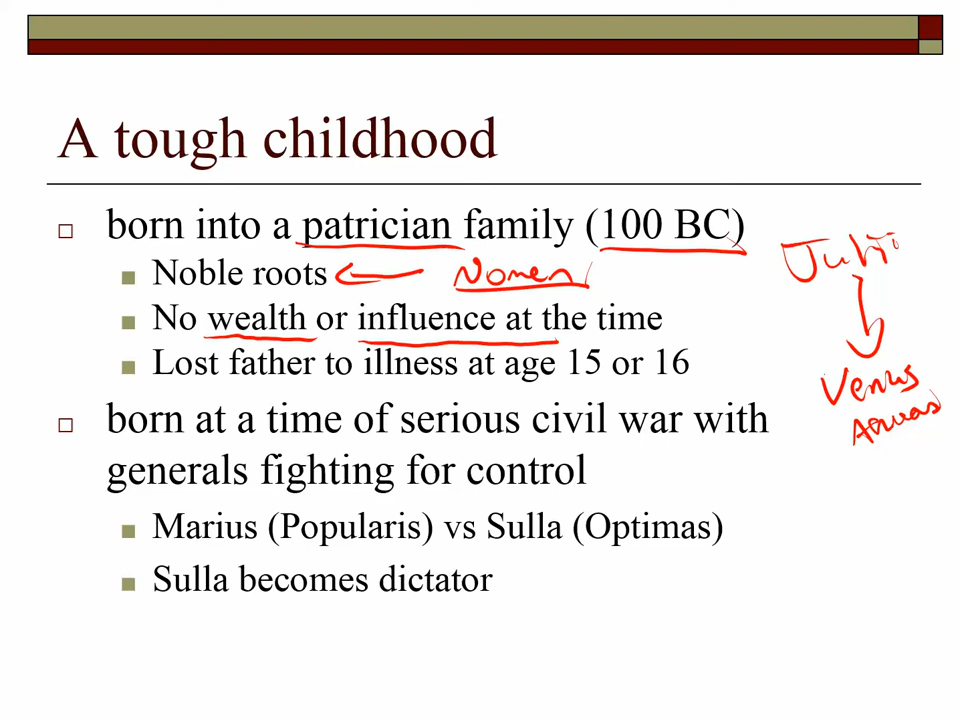 A tough childhood
born into a patrician family (100 BC)
Noble roots Nomen
No wealth or influence at the time
Lost father to illness at age 15 or 16
Venus
born at a time of serious civil war with
generals fighting for control
Marius (Popularis) vs Sulla (Optimas)
Sulla becomes dictator